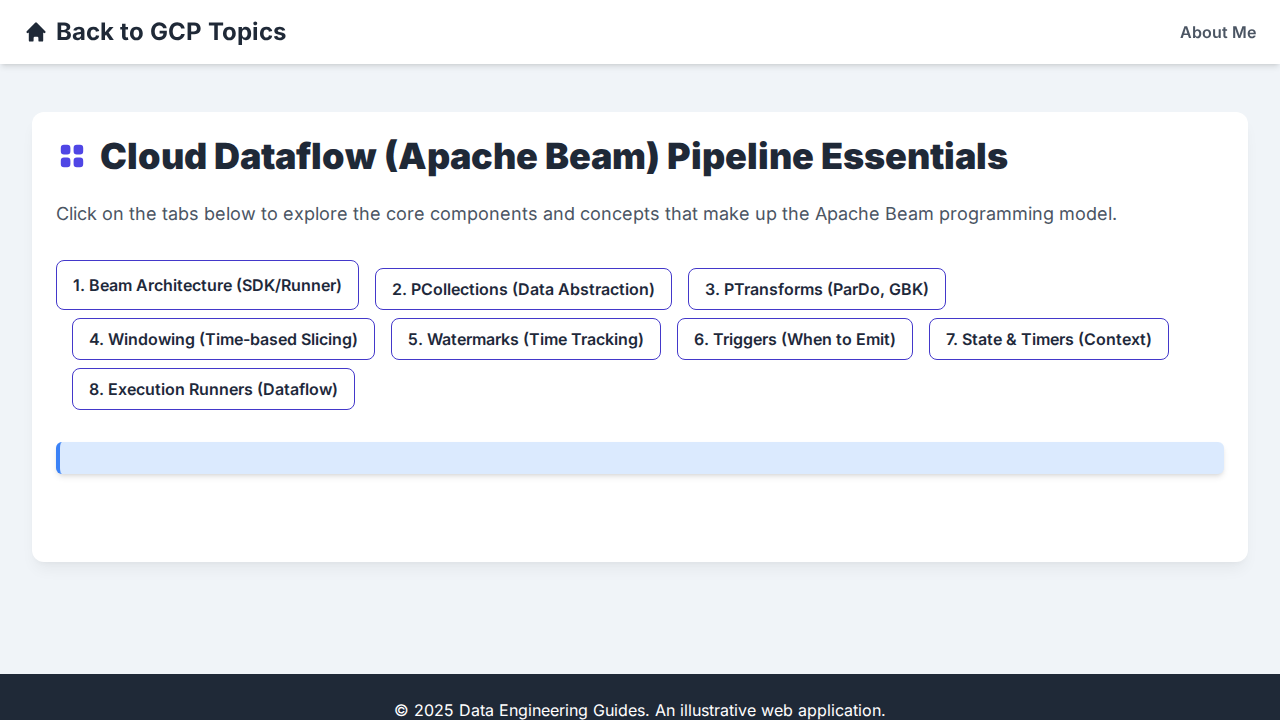 Back to GCP Topics
About Me
Cloud Dataflow (Apache Beam) Pipeline Essentials
Click on the tabs below to explore the core components and concepts that make up the Apache Beam programming model.
1. Beam Architecture (SDK/Runner)
2. PCollections (Data Abstraction)
3. PTransforms (ParDo, GBK)
4. Windowing (Time-based Slicing)
5. Watermarks (Time Tracking)
6. Triggers (When to Emit)
7. State & Timers (Context)
8. Execution Runners (Dataflow)
© 2025 Data Engineering Guides. An illustrative web application.